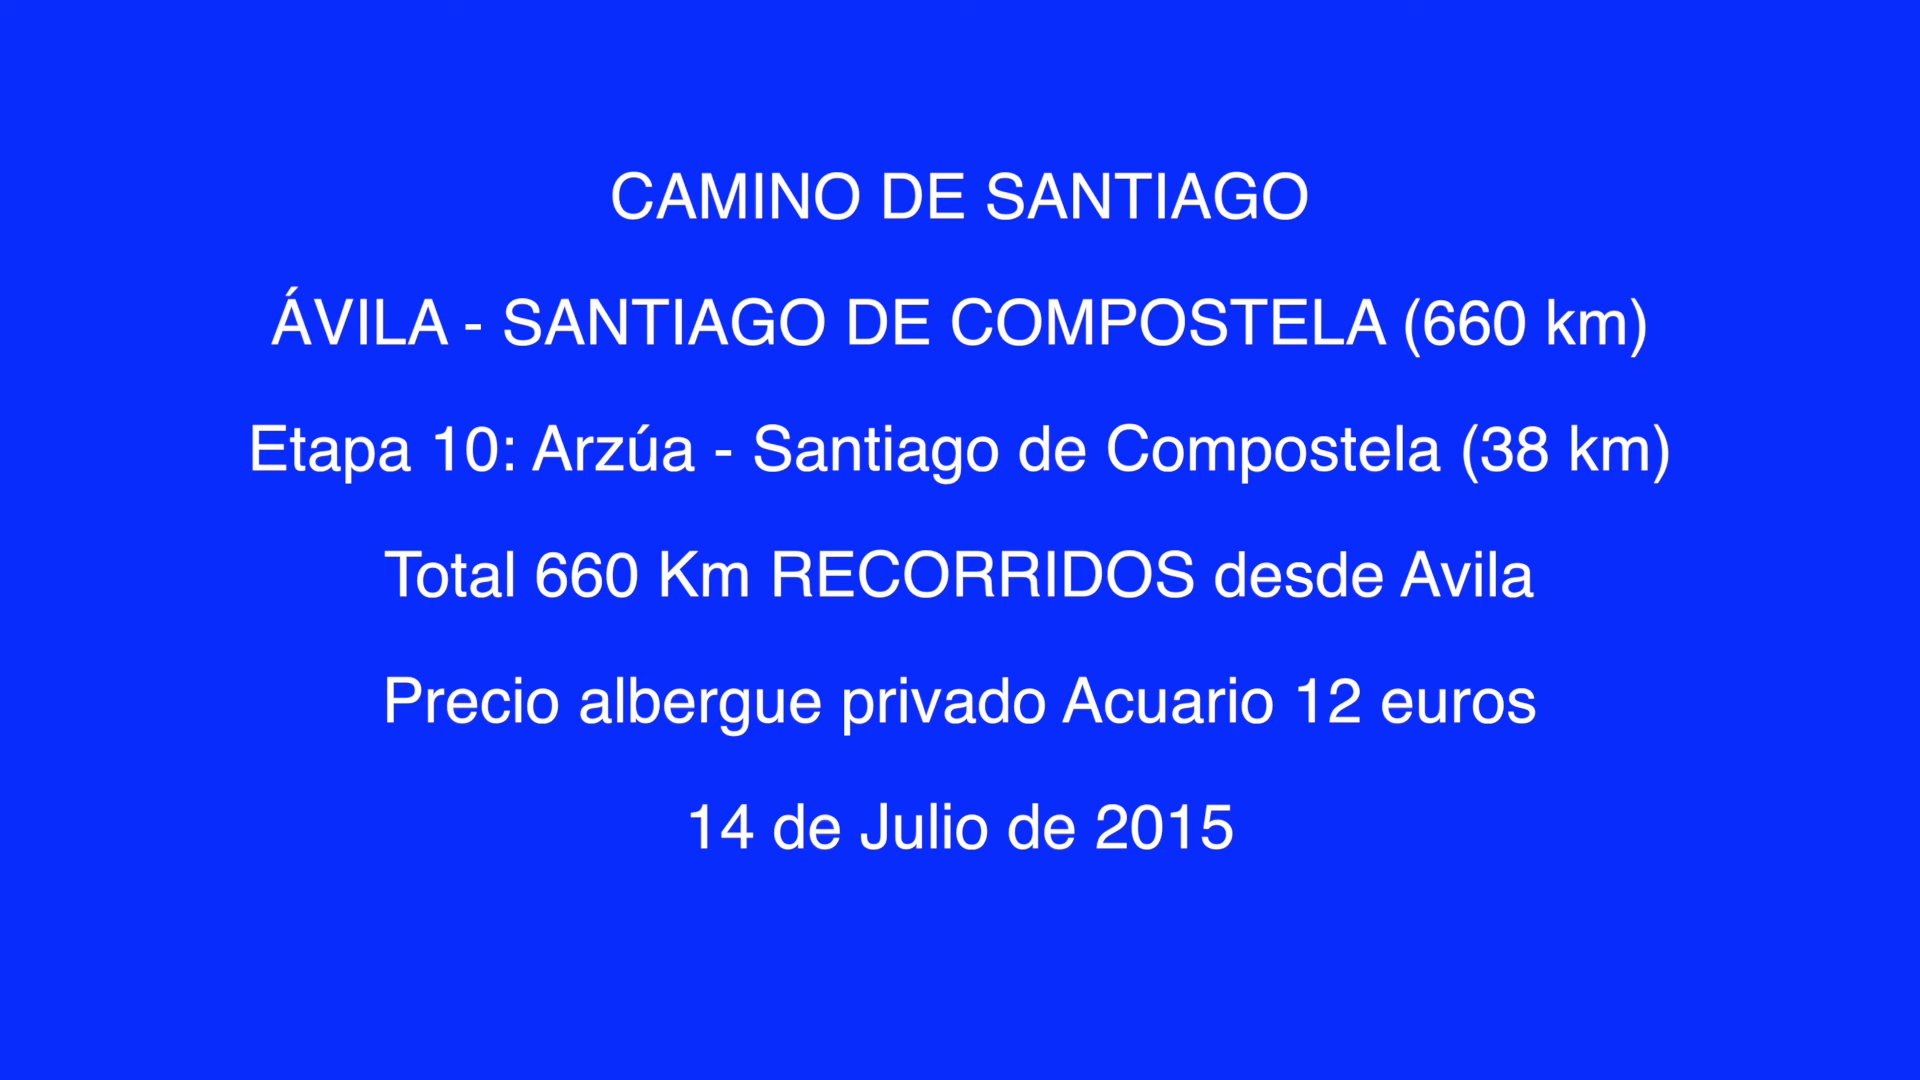 CAMINO DE SANTIAGO
ÁVILA - SANTIAGO DE COMPOSTELA (660 km)
Etapa 10: Arzúa - Santiago de Compostela (38 km)
Total 660 Km RECORRIDOS desde Avila
Precio albergue privado Acuario 12 euros
14 de Julio de 2015